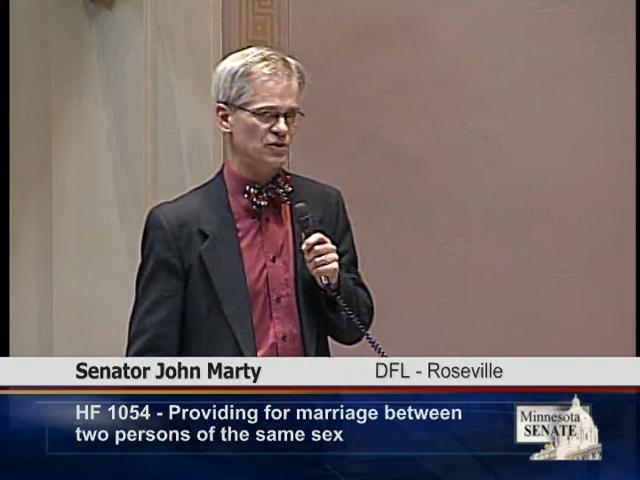 Senator John Marty
DFL - Roseville
HF 1054 - Providing for marriage between
two persons of the same sex
Minnesota
SENATE